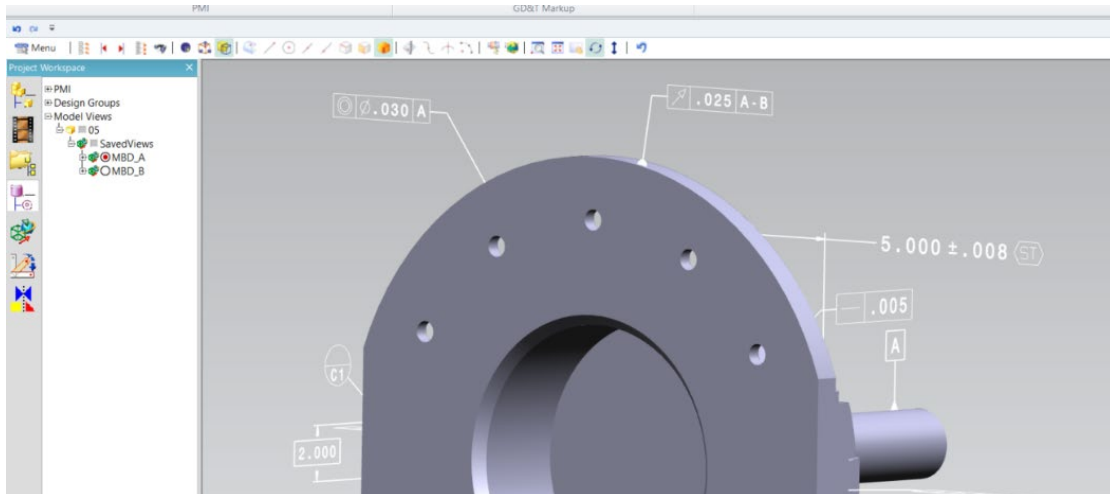 PMI
GD&T Markup
Menu
Project Workspace
PMI
Design Groups
Model Views
05
SavedViews
MBD_A
MBD_B
⌀.030 A
.025 A-B
5.000 ±.008 ST
.005
A
C1
2.000